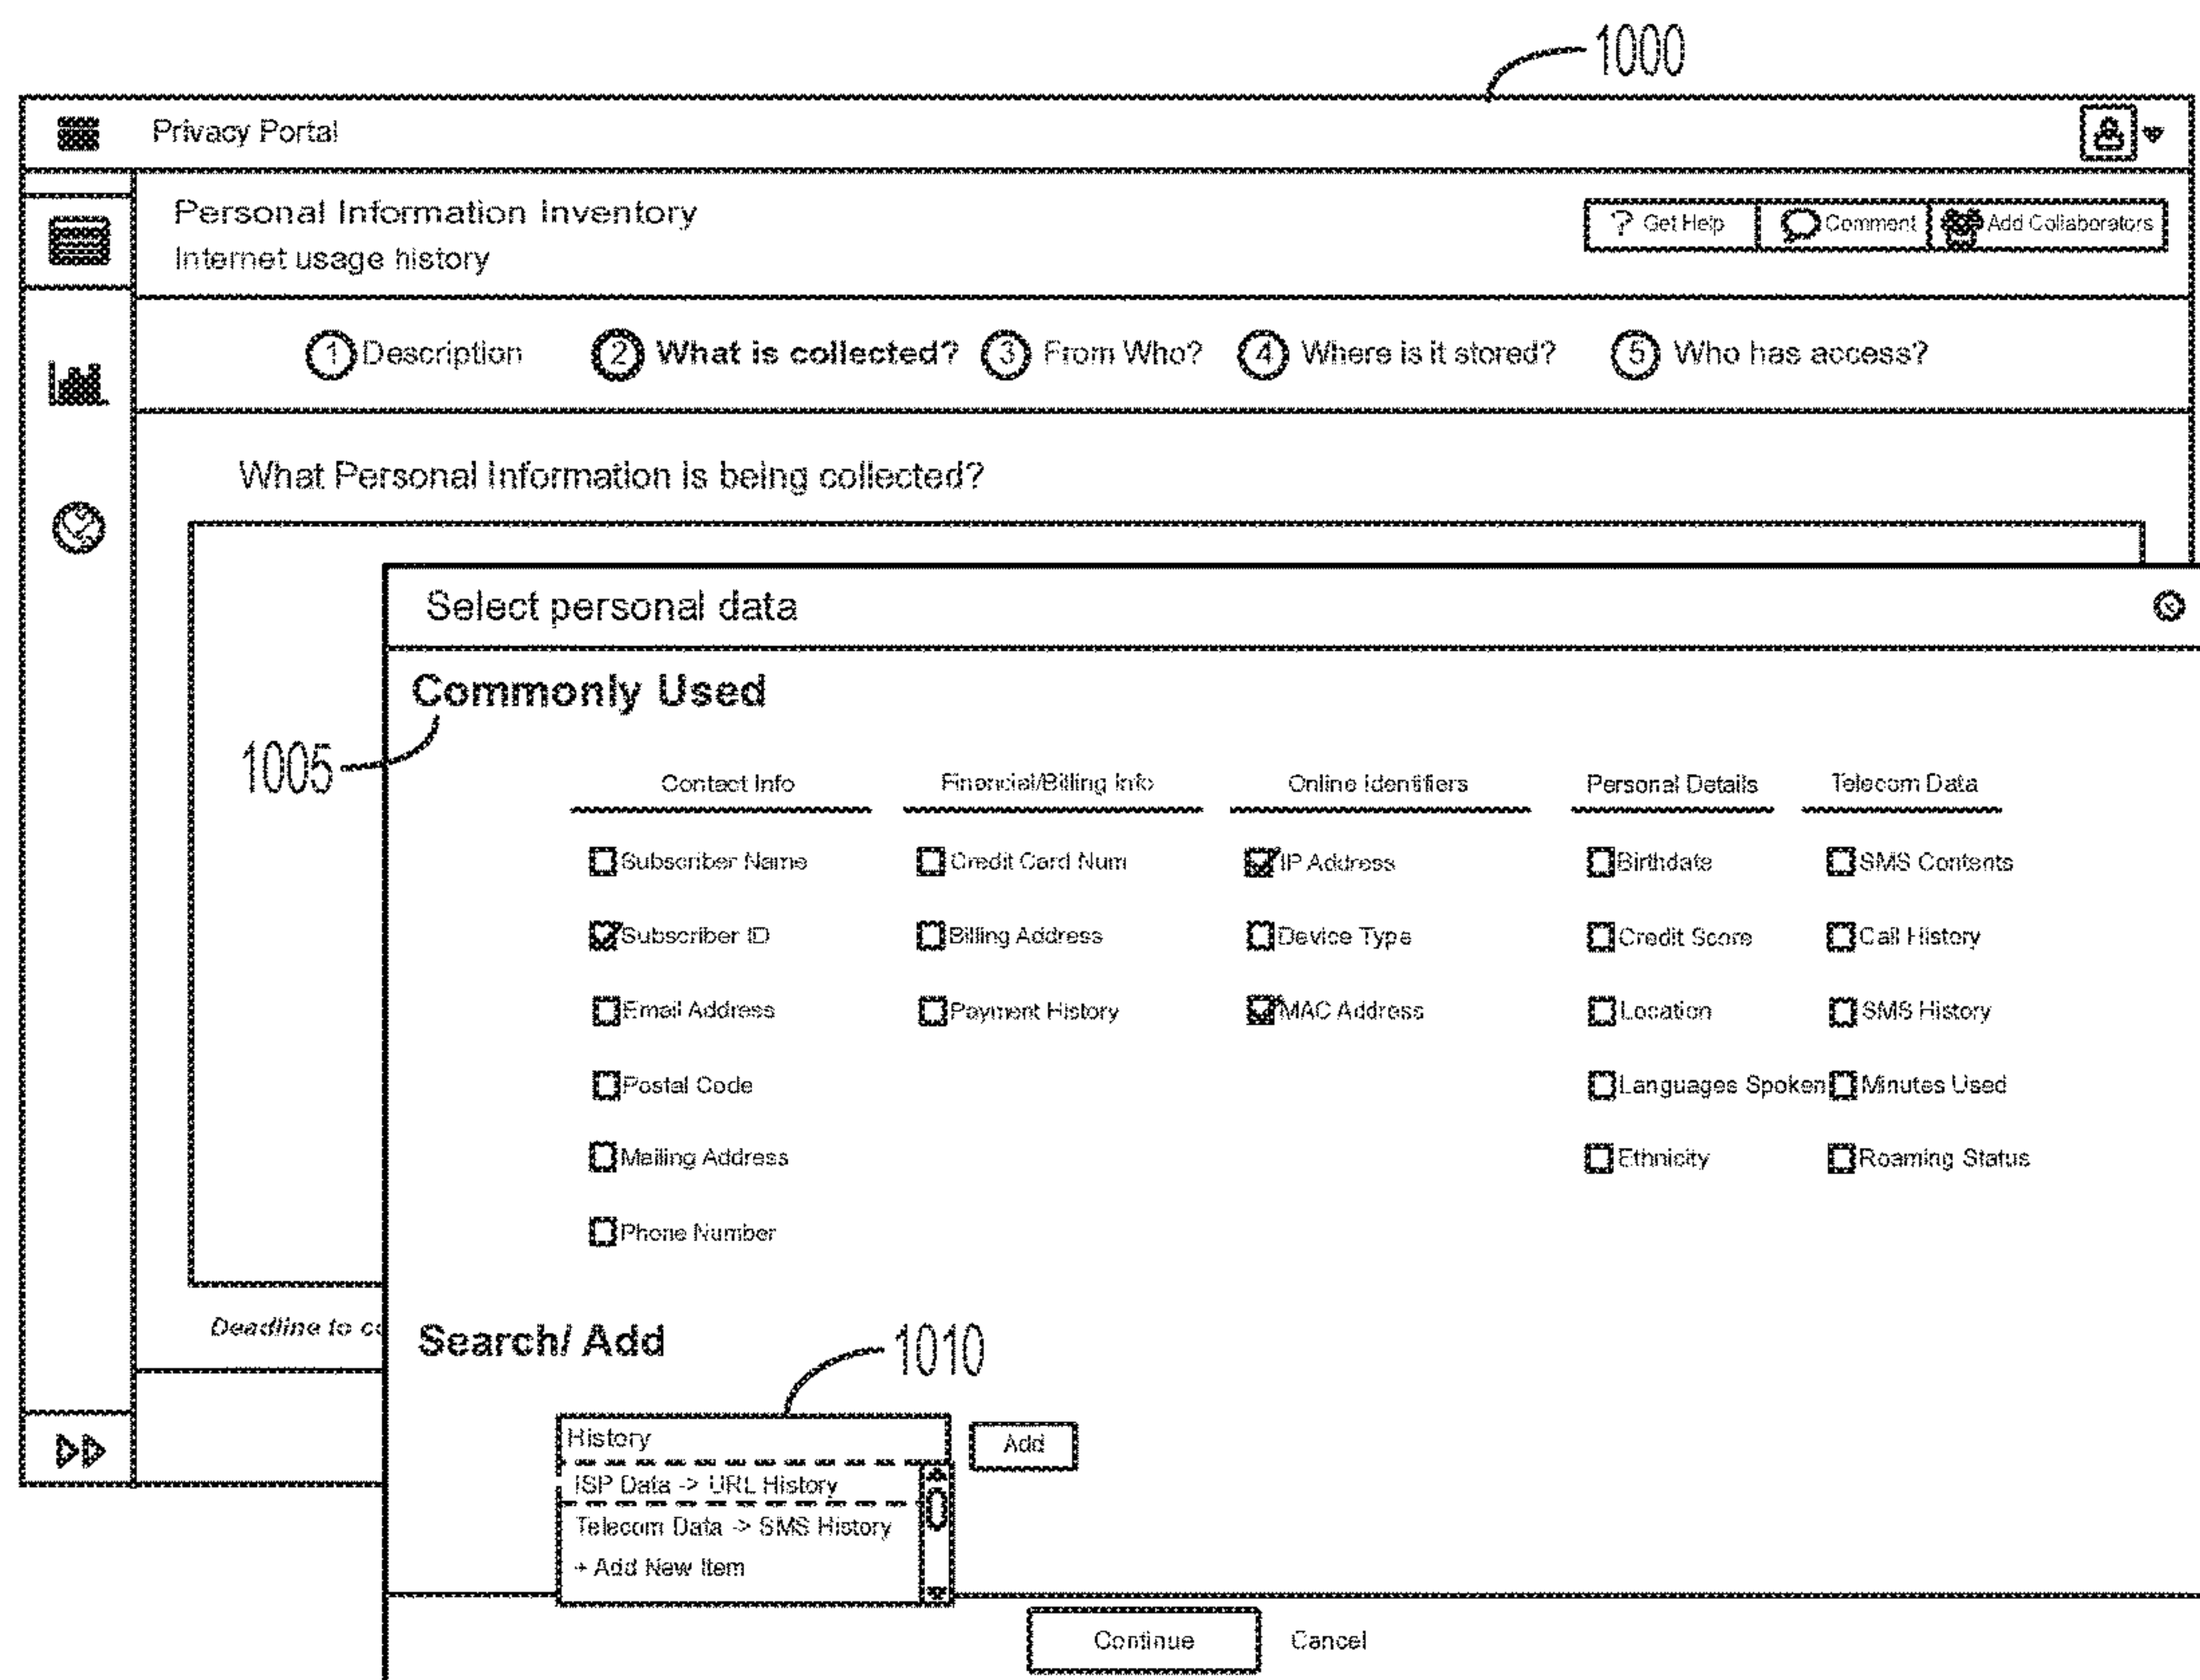 1000
Privacy Portal
Personal Information Inventory
Internet usage history
? Get Help Comment Add Collaborators
1 Description 2 What is collected? 3 From Who? 4 Where is it stored? 5 Who has access?
What Personal Information is being collected?
Select personal data
Commonly Used
1005
Contact Info Financial/Billing Info Online Identifiers Personal Details Telecom Data
Subscriber Name Credit Card Num IP Address Birthdate SMS Contents
Subscriber ID Billing Address Device Type Credit Score Call History
Email Address Payment History MAC Address Location SMS History
Postal Code Languages Spoken Minutes Used
Mailing Address Ethnicity Roaming Status
Phone Number
Deadline to
Search/ Add
1010
History Add
ISP Data -> URL History
Telecom Data -> SMS History
+ Add New Item
Continue Cancel